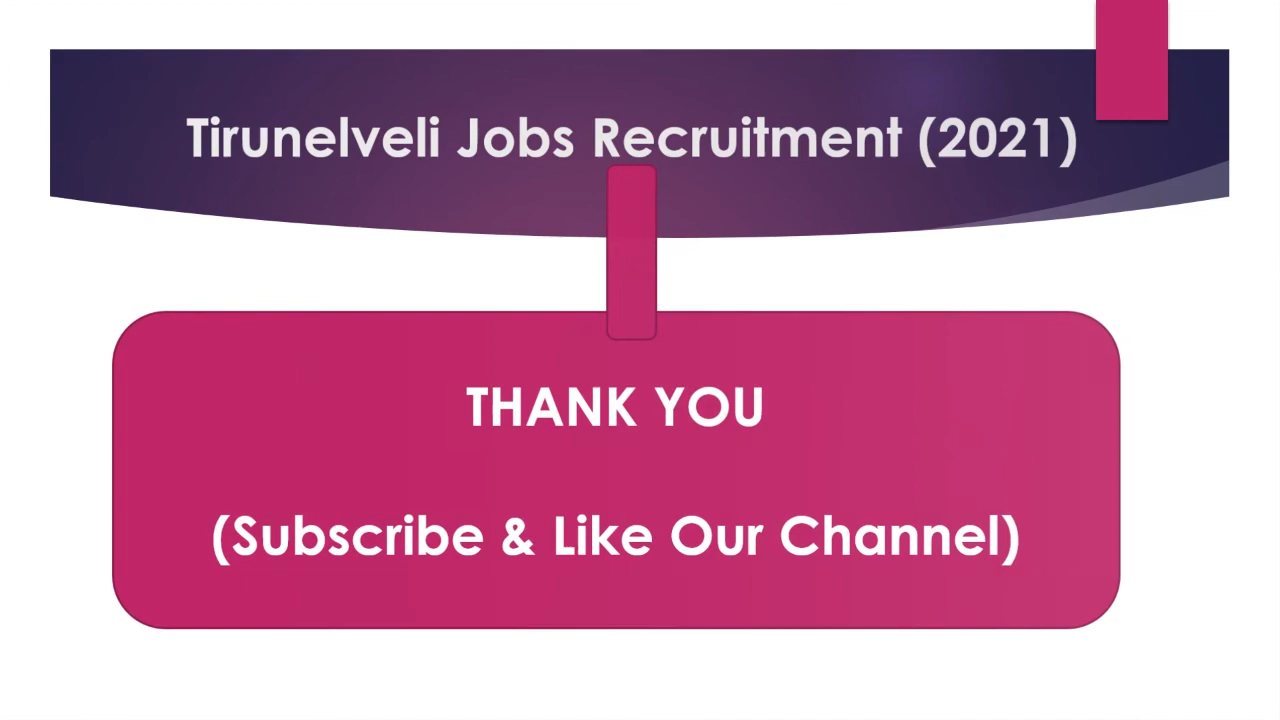 Tirunelveli Jobs Recruitment (2021)
THANK YOU
(Subscribe & Like Our Channel)